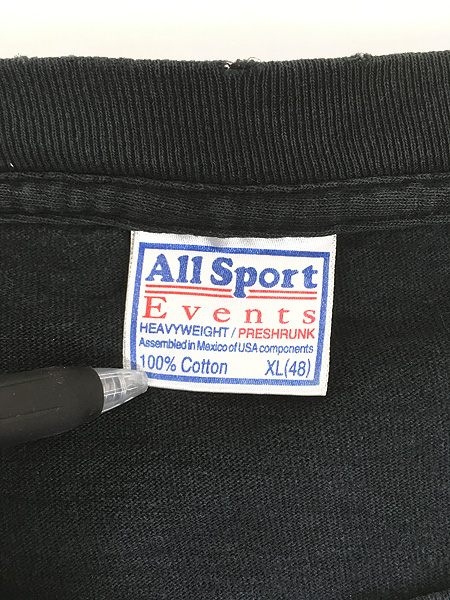 All Sport
Events
HEAVYWEIGHT / PRESHRUNK
Assembled in Mexico of USA components
100% Cotton XL(48)